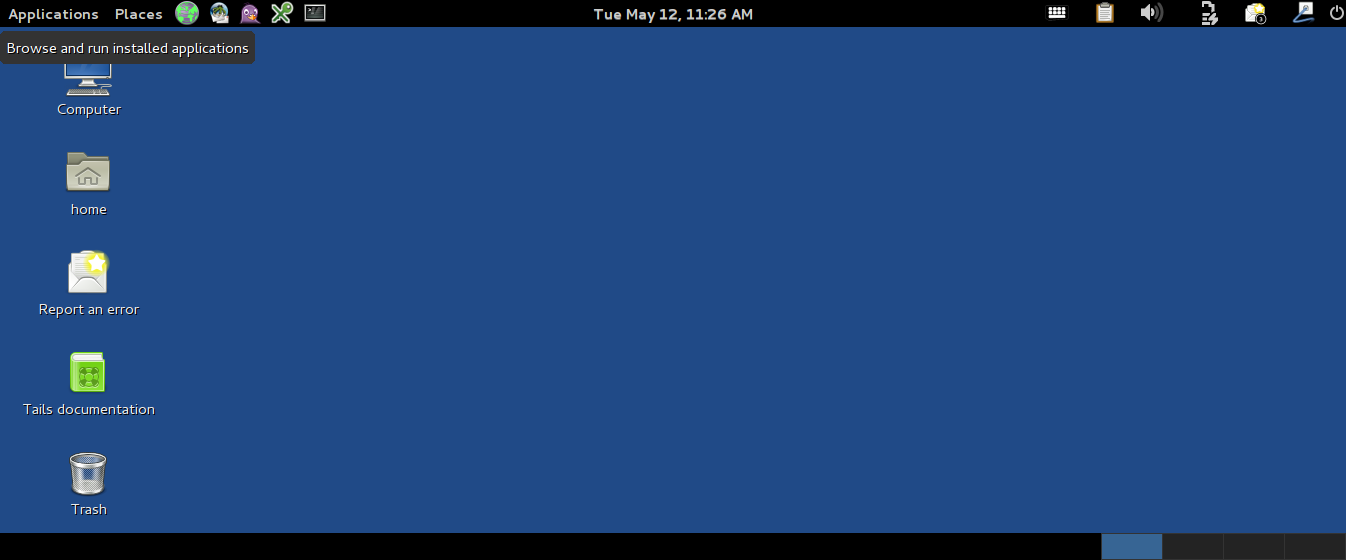 Applications Places Tue May 12, 11:26 AM
Browse and run installed applications
Computer
home
Report an error
Tails documentation
Trash